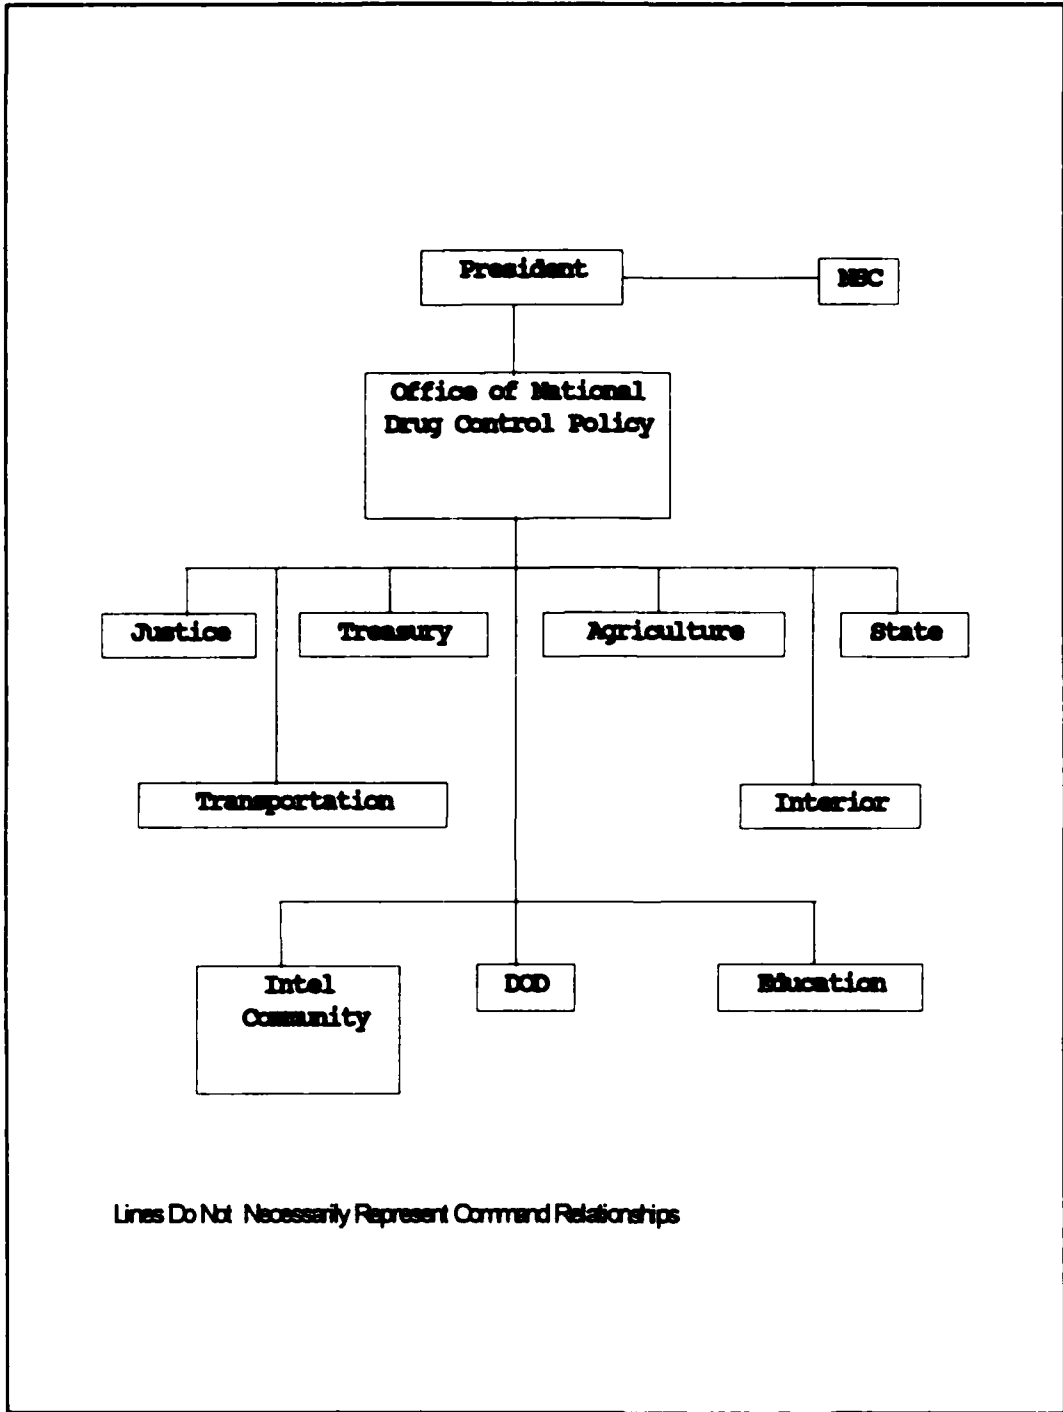 President
NSC
Office of National
Drug Control Policy
Justice
Treasury
Agriculture
State
Transportation
Interior
Intel
Community
DOD
Education
Lines Do Not Necessarily Represent Command Relationships